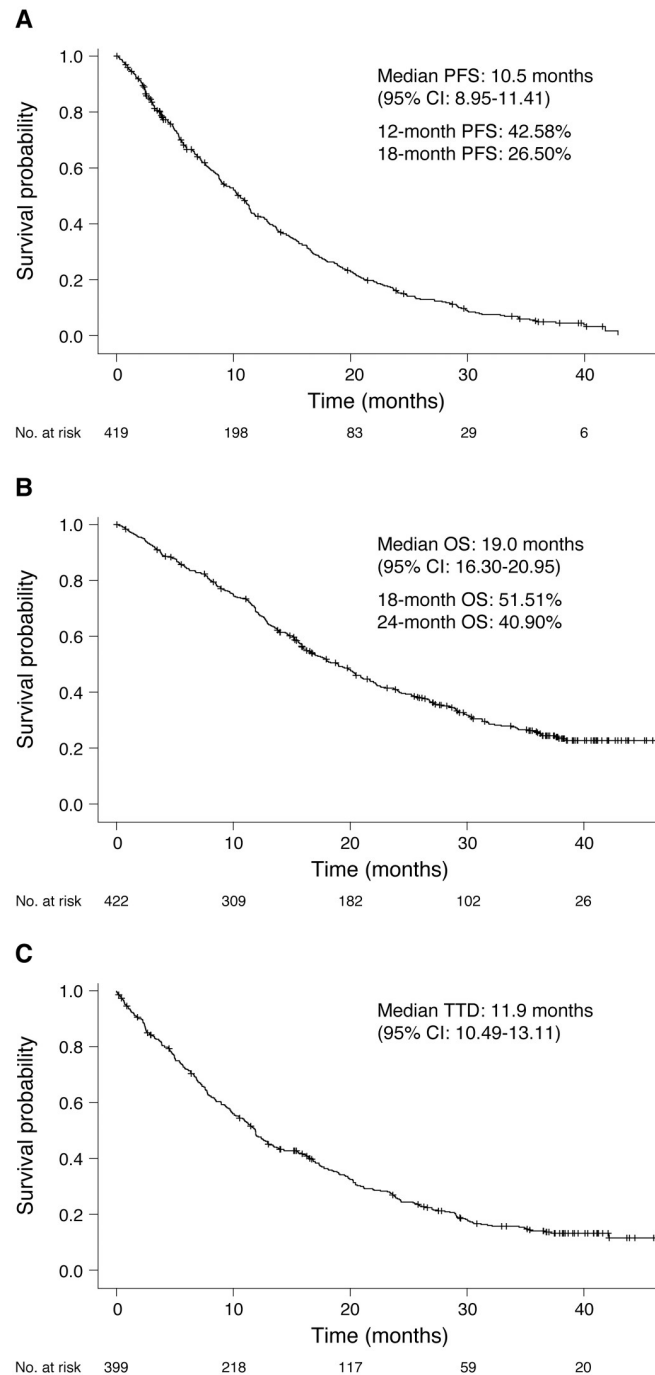 A
Median PFS: 10.5 months
(95% CI: 8.95-11.41)
12-month PFS: 42.58%
18-month PFS: 26.50%
Survival probability
1.0
0.8
0.6
0.4
0.2
0.0
0 10 20 30 40
Time (months)
No. at risk 419 198 83 29 6
B
Median OS: 19.0 months
(95% CI: 16.30-20.95)
18-month OS: 51.51%
24-month OS: 40.90%
Survival probability
1.0
0.8
0.6
0.4
0.2
0.0
0 10 20 30 40
Time (months)
No. at risk 422 309 182 102 26
C
Median TTD: 11.9 months
(95% CI: 10.49-13.11)
Survival probability
1.0
0.8
0.6
0.4
0.2
0.0
0 10 20 30 40
Time (months)
No. at risk 399 218 117 59 20